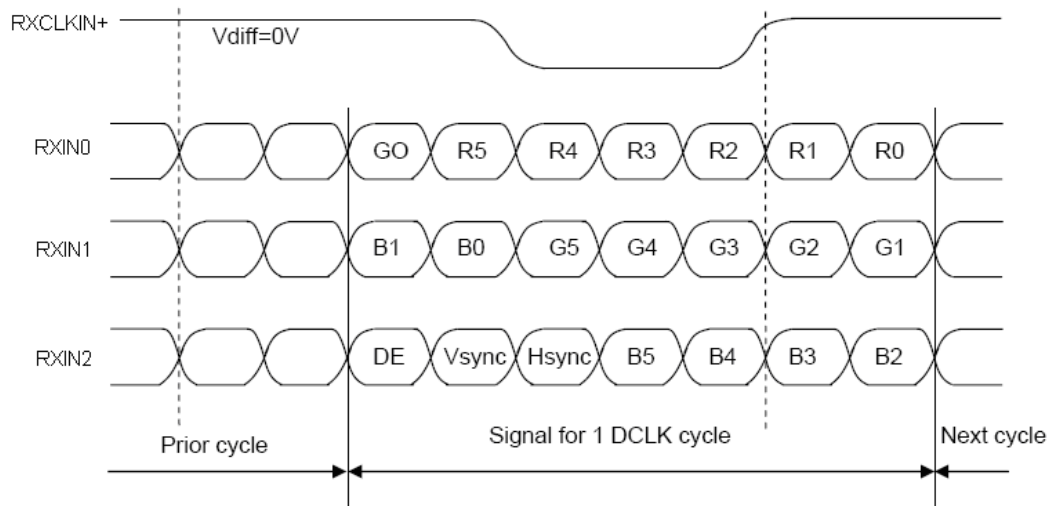 RXCLKIN+
Vdiff=0V
RXIN0 GO R5 R4 R3 R2 R1 R0
RXIN1 B1 B0 G5 G4 G3 G2 G1
RXIN2 DE Vsync Hsync B5 B4 B3 B2
Prior cycle Signal for 1 DCLK cycle Next cycle